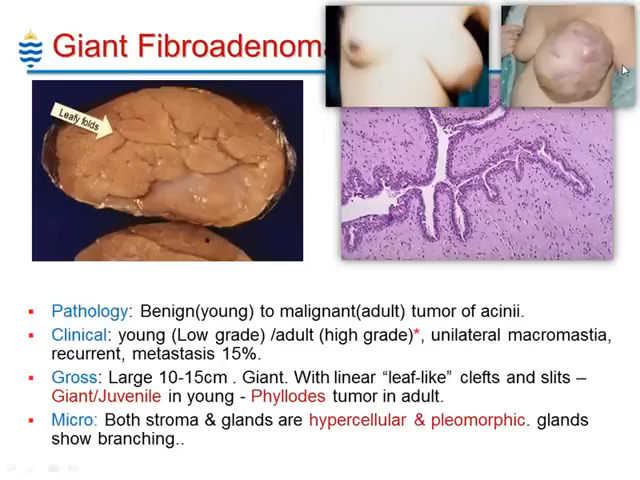 Giant Fibroadenoma
Leafy folds
Pathology: Benign(young) to malignant(adult) tumor of acinii.
Clinical: young (Low grade) /adult (high grade)*, unilateral macromastia,
recurrent, metastasis 15%.
Gross: Large 10-15cm . Giant. With linear “leaf-like” clefts and slits –
Giant/Juvenile in young - Phyllodes tumor in adult.
Micro: Both stroma & glands are hypercellular & pleomorphic. glands
show branching..